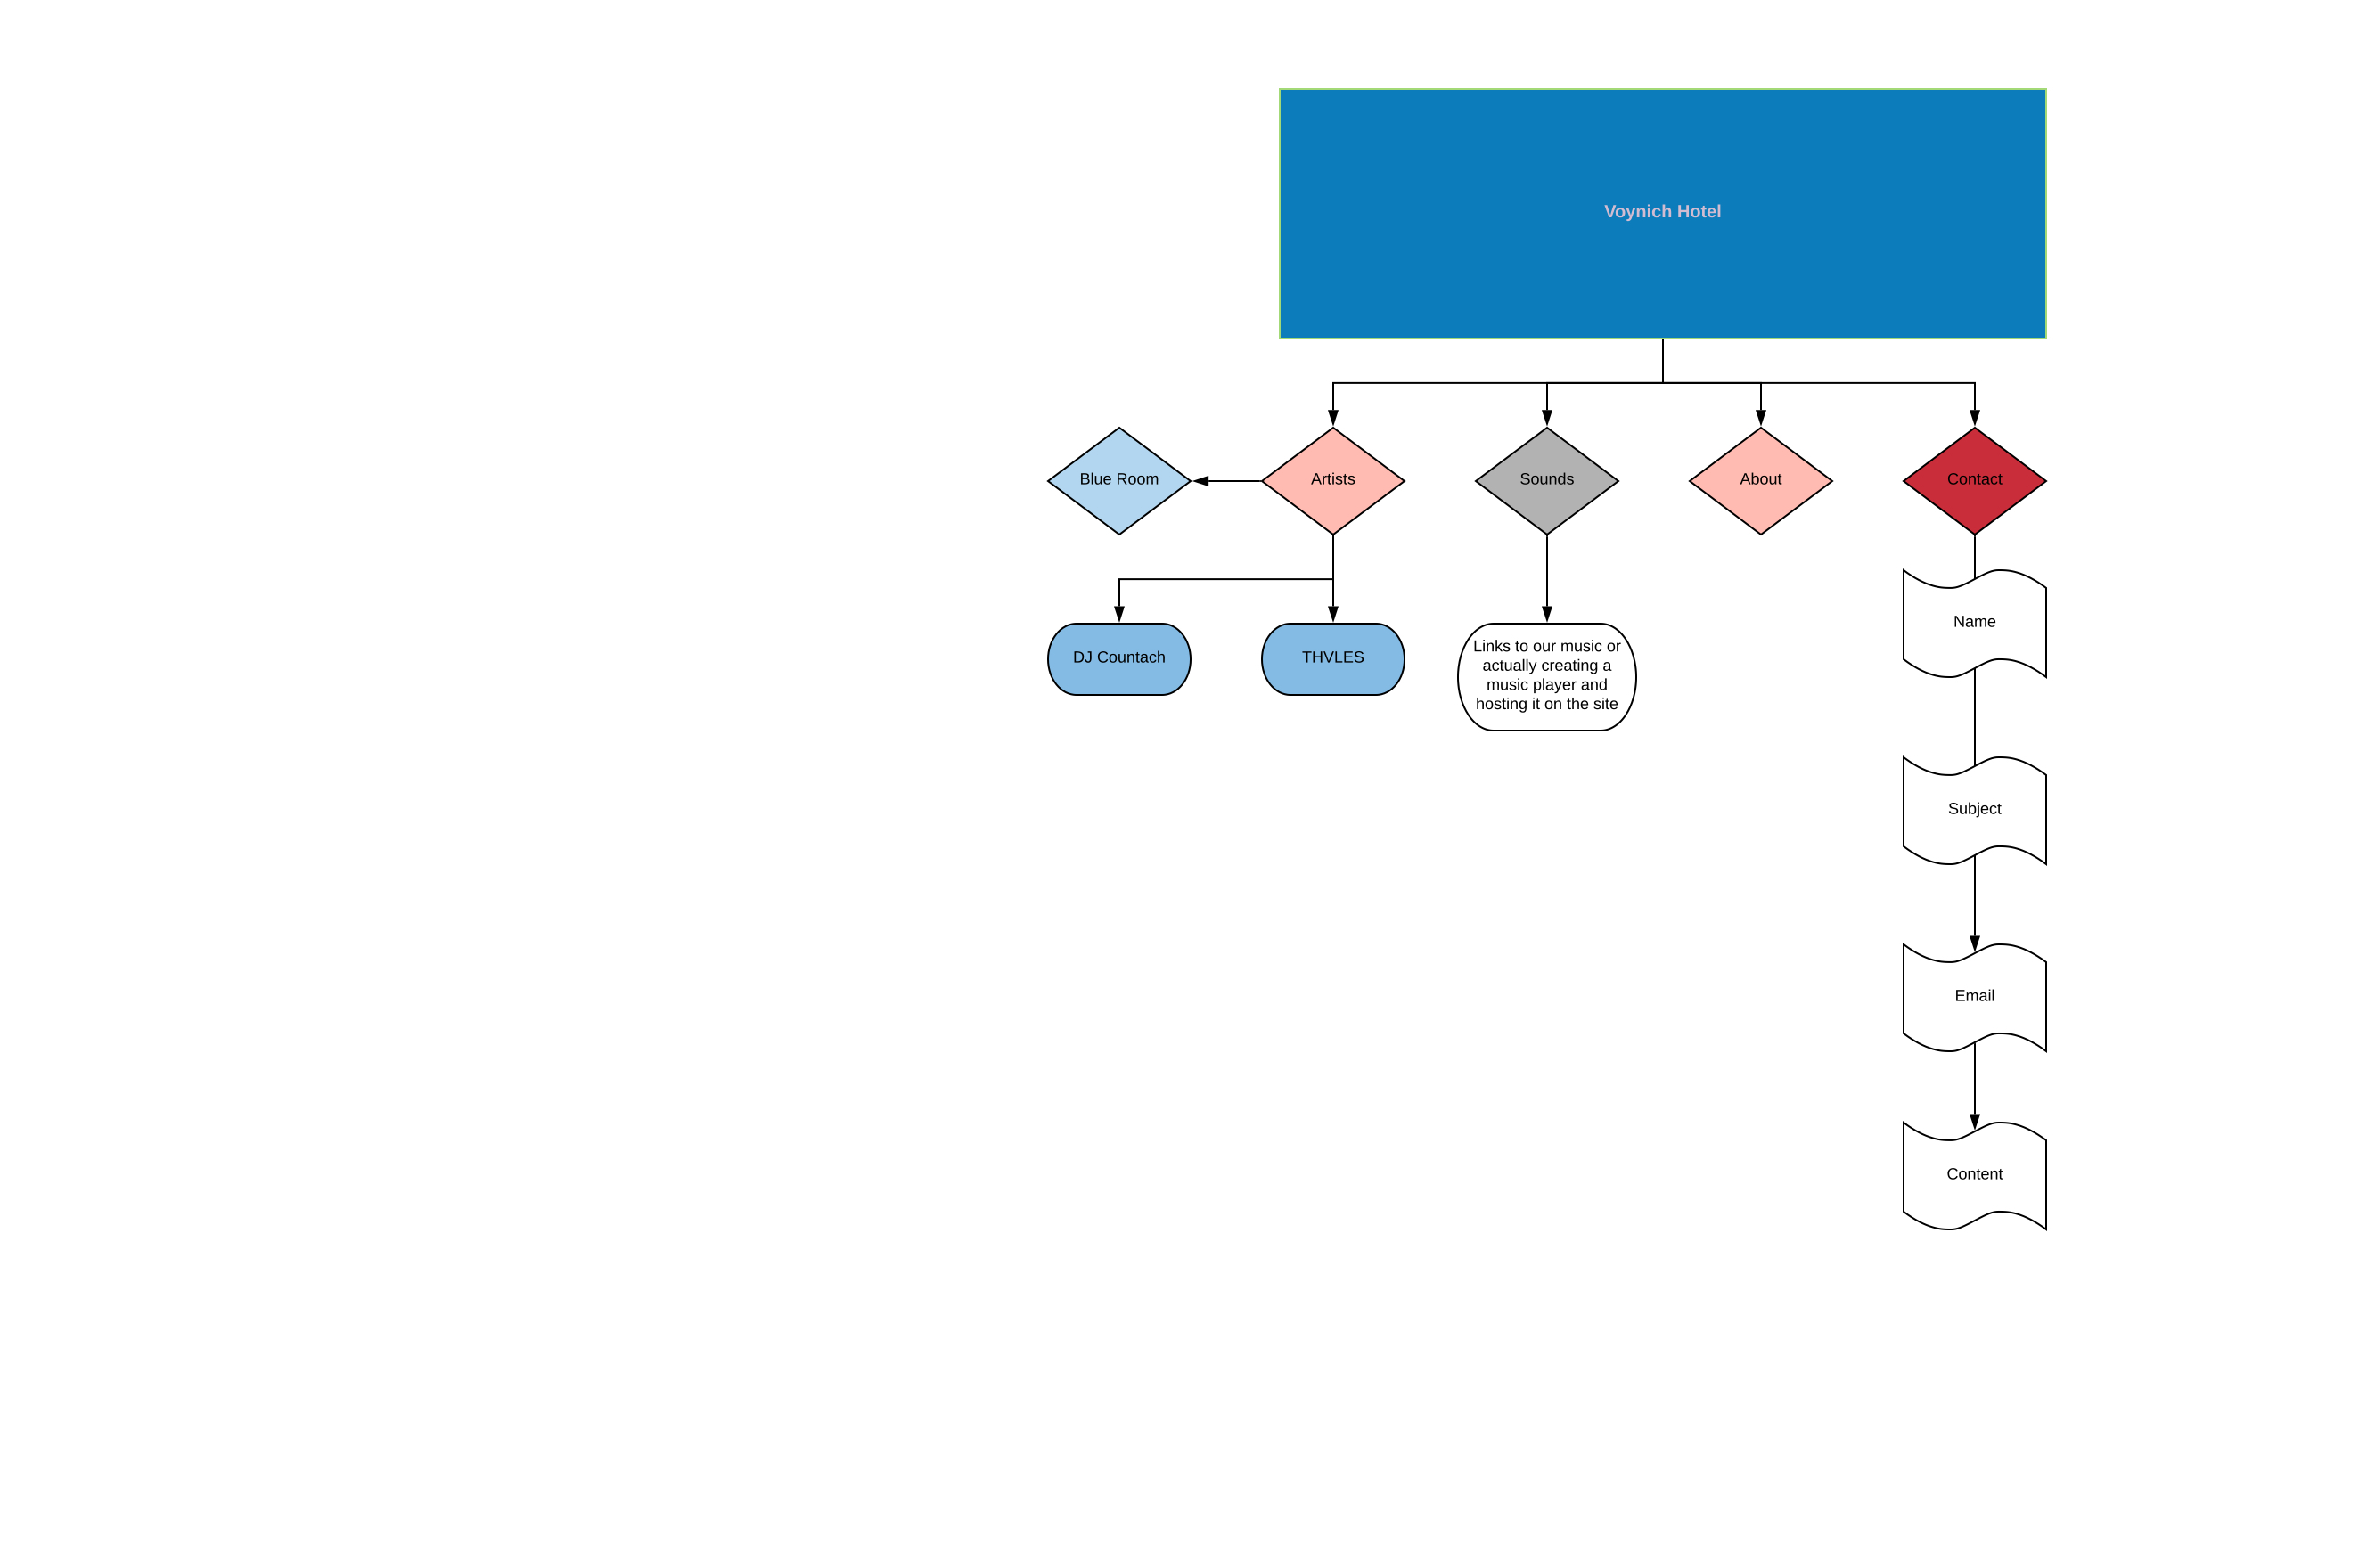 Voynich Hotel
Blue Room
Artists
Sounds
About
Contact
Name
DJ Countach
THVLES
Links to our music or
actually creating a
music player and
hosting it on the site
Subject
Email
Content